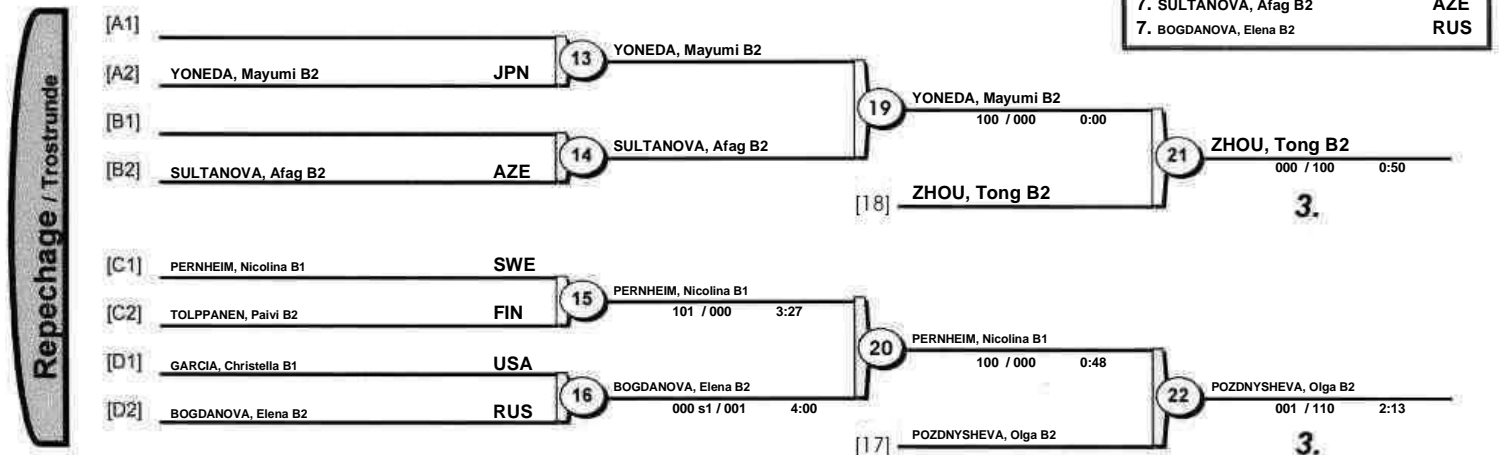 7. SULTANOVA, Afag B2 AZE
7. BOGDANOVA, Elena B2 RUS
Repechage / Trostrunde
[A1]
[A2] YONEDA, Mayumi B2 JPN
13 YONEDA, Mayumi B2
[B1]
[B2] SULTANOVA, Afag B2 AZE
14 SULTANOVA, Afag B2
19 YONEDA, Mayumi B2
100 / 000 0:00
[18] ZHOU, Tong B2
21 ZHOU, Tong B2
000 / 100 0:50
3.
[C1] PERNHEIM, Nicolina B1 SWE
[C2] TOLPPANEN, Paivi B2 FIN
15 PERNHEIM, Nicolina B1
101 / 000 3:27
[D1] GARCIA, Christella B1 USA
[D2] BOGDANOVA, Elena B2 RUS
16 BOGDANOVA, Elena B2
000 s1 / 001 4:00
20 PERNHEIM, Nicolina B1
100 / 000 0:48
[17] POZDNYSHEVA, Olga B2
22 POZDNYSHEVA, Olga B2
001 / 110 2:13
3.